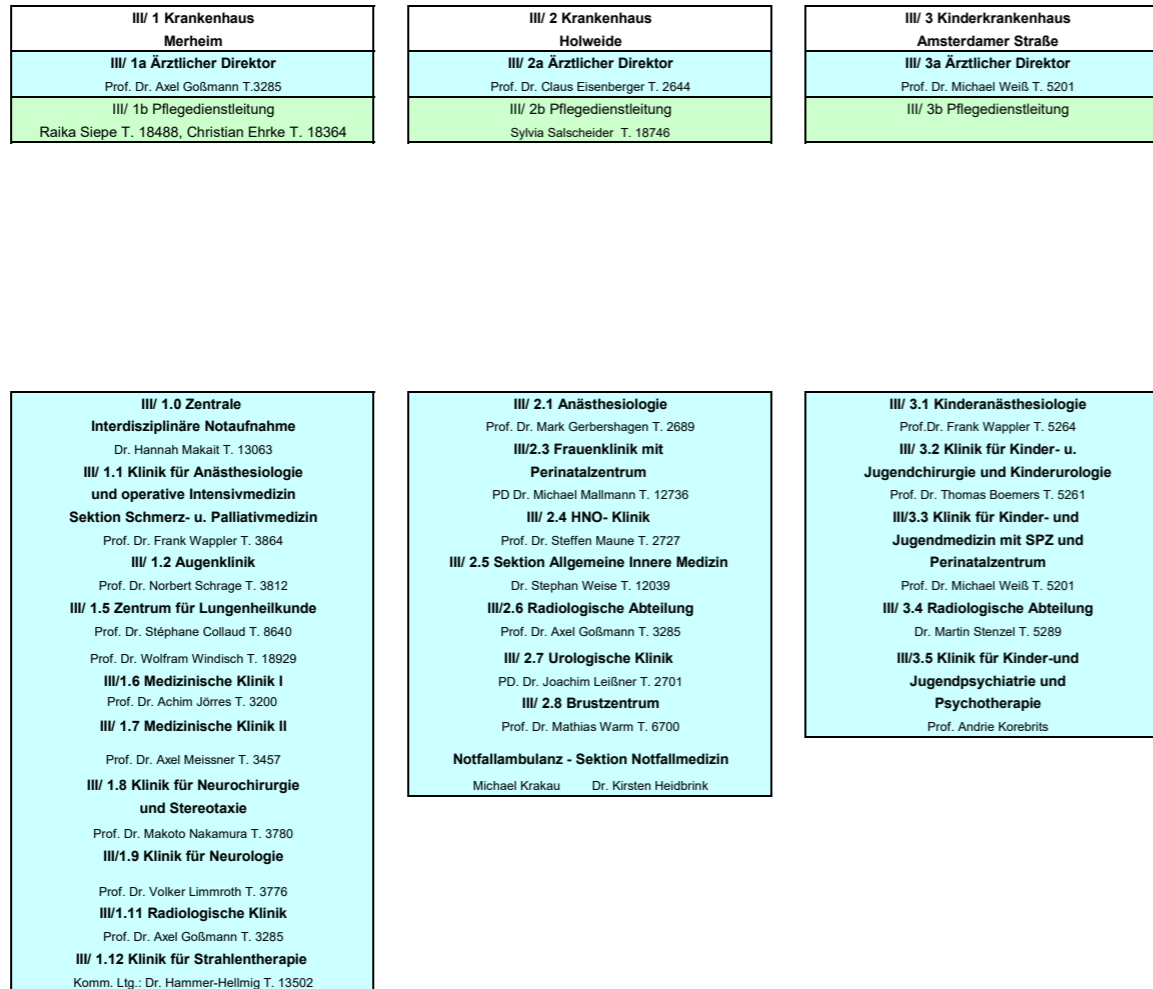 III/ 1 Krankenhaus
Merheim
III/ 1a Ärztlicher Direktor
Prof. Dr. Axel Goßmann T.3285
III/ 1b Pflegedienstleitung
Raika Siepe T. 18488, Christian Ehrke T. 18364
III/ 2 Krankenhaus
Holweide
III/ 2a Ärztlicher Direktor
Prof. Dr. Claus Eisenberger T. 2644
III/ 2b Pflegedienstleitung
Sylvia Salscheider T. 18746
III/ 3 Kinderkrankenhaus
Amsterdamer Straße
III/ 3a Ärztlicher Direktor
Prof. Dr. Michael Weiß T. 5201
III/ 3b Pflegedienstleitung
III/ 1.0 Zentrale
Interdisziplinäre Notaufnahme
Dr. Hannah Makait T. 13063
III/ 1.1 Klinik für Anästhesiologie
und operative Intensivmedizin
Sektion Schmerz- u. Palliativmedizin
Prof. Dr. Frank Wappler T. 3864
III/ 1.2 Augenklinik
Prof. Dr. Norbert Schrage T. 3812
III/ 1.5 Zentrum für Lungenheilkunde
Prof. Dr. Stéphane Collaud T. 8640
Prof. Dr. Wolfram Windisch T. 18929
III/1.6 Medizinische Klinik I
Prof. Dr. Achim Jörres T. 3200
III/ 1.7 Medizinische Klinik II
Prof. Dr. Axel Meissner T. 3457
III/ 1.8 Klinik für Neurochirurgie
und Stereotaxie
Prof. Dr. Makoto Nakamura T. 3780
III/1.9 Klinik für Neurologie
Prof. Dr. Volker Limmroth T. 3776
III/1.11 Radiologische Klinik
Prof. Dr. Axel Goßmann T. 3285
III/ 1.12 Klinik für Strahlentherapie
Komm. Ltg.: Dr. Hammer-Hellmig T. 13502
III/ 2.1 Anästhesiologie
Prof. Dr. Mark Gerbershagen T. 2689
III/2.3 Frauenklinik mit
Perinatalzentrum
PD Dr. Michael Mallmann T. 12736
III/ 2.4 HNO- Klinik
Prof. Dr. Steffen Maune T. 2727
III/ 2.5 Sektion Allgemeine Innere Medizin
Dr. Stephan Weise T. 12039
III/2.6 Radiologische Abteilung
Prof. Dr. Axel Goßmann T. 3285
III/ 2.7 Urologische Klinik
PD. Dr. Joachim Leißner T. 2701
III/ 2.8 Brustzentrum
Prof. Dr. Mathias Warm T. 6700
Notfallambulanz - Sektion Notfallmedizin
Michael Krakau Dr. Kirsten Heidbrink
III/ 3.1 Kinderanästhesiologie
Prof.Dr. Frank Wappler T. 5264
III/ 3.2 Klinik für Kinder- u.
Jugendchirurgie und Kinderurologie
Prof. Dr. Thomas Boemers T. 5261
III/3.3 Klinik für Kinder- und
Jugendmedizin mit SPZ und
Perinatalzentrum
Prof. Dr. Michael Weiß T. 5201
III/ 3.4 Radiologische Abteilung
Dr. Martin Stenzel T. 5289
III/3.5 Klinik für Kinder-und
Jugendpsychiatrie und
Psychotherapie
Prof. Andrie Korebrits